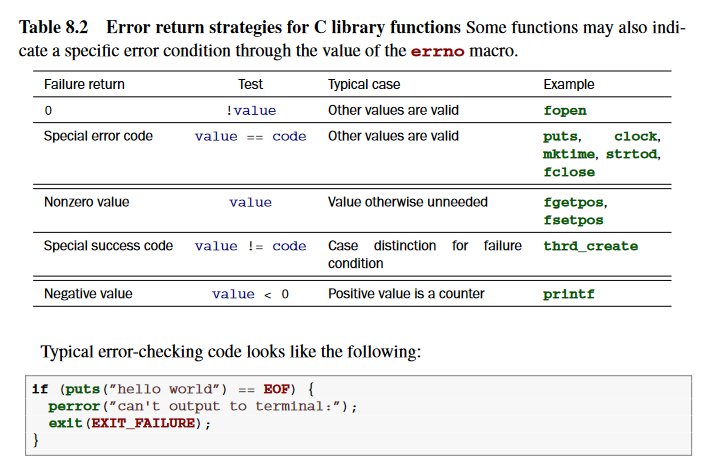 Table 8.2 Error return strategies for C library functions Some functions may also indi-
cate a specific error condition through the value of the errno macro.
Failure return Test Typical case Example
0 !value Other values are valid fopen
Special error code value == code Other values are valid puts, clock,
mktime, strtod,
fclose
Nonzero value value Value otherwise unneeded fgetpos,
fsetpos
Special success code value != code Case distinction for failure thrd_create
condition
Negative value value < 0 Positive value is a counter printf
Typical error-checking code looks like the following:
if (puts("hello world") == EOF) {
  perror("can't output to terminal:");
  exit(EXIT_FAILURE);
}